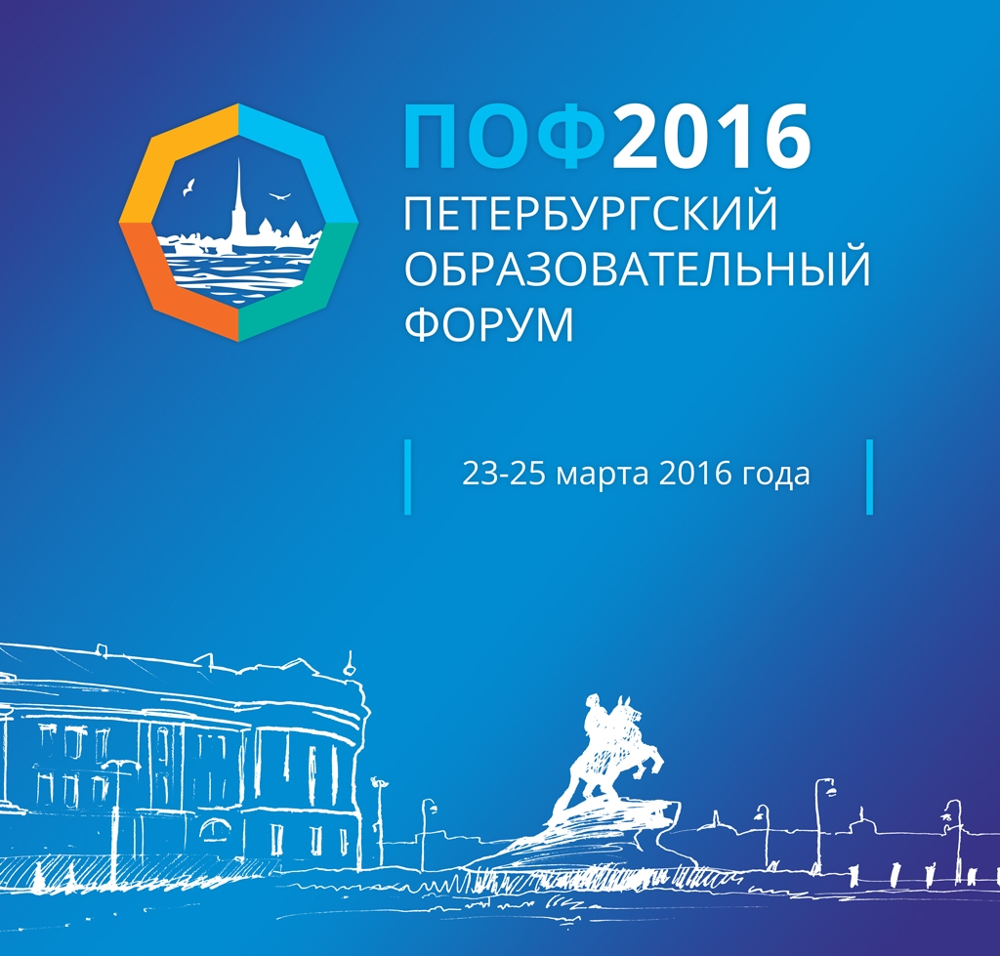 ПОФ2016
ПЕТЕРБУРГСКИЙ
ОБРАЗОВАТЕЛЬНЫЙ
ФОРУМ
23-25 марта 2016 года